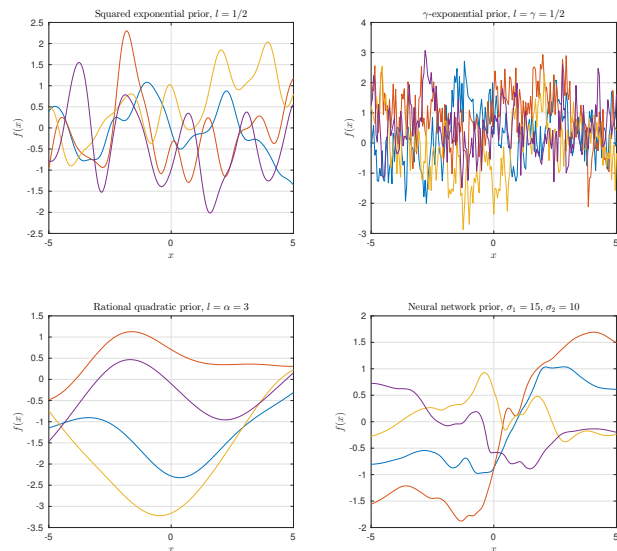 Squared exponential prior, l = 1/2
2.5
2
1.5
1
0.5
0
-0.5
-1
-1.5
-2
-2.5
f(x)
-5 0 5
x
γ-exponential prior, l = γ = 1/2
4
3
2
1
0
-1
-2
-3
f(x)
-5 0 5
x
Rational quadratic prior, l = α = 3
1.5
1
0.5
0
-0.5
-1
-1.5
-2
-2.5
-3
-3.5
f(x)
-5 0 5
x
Neural network prior, σ₁ = 15, σ₂ = 10
2
1.5
1
0.5
0
-0.5
-1
-1.5
-2
f(x)
-5 0 5
x